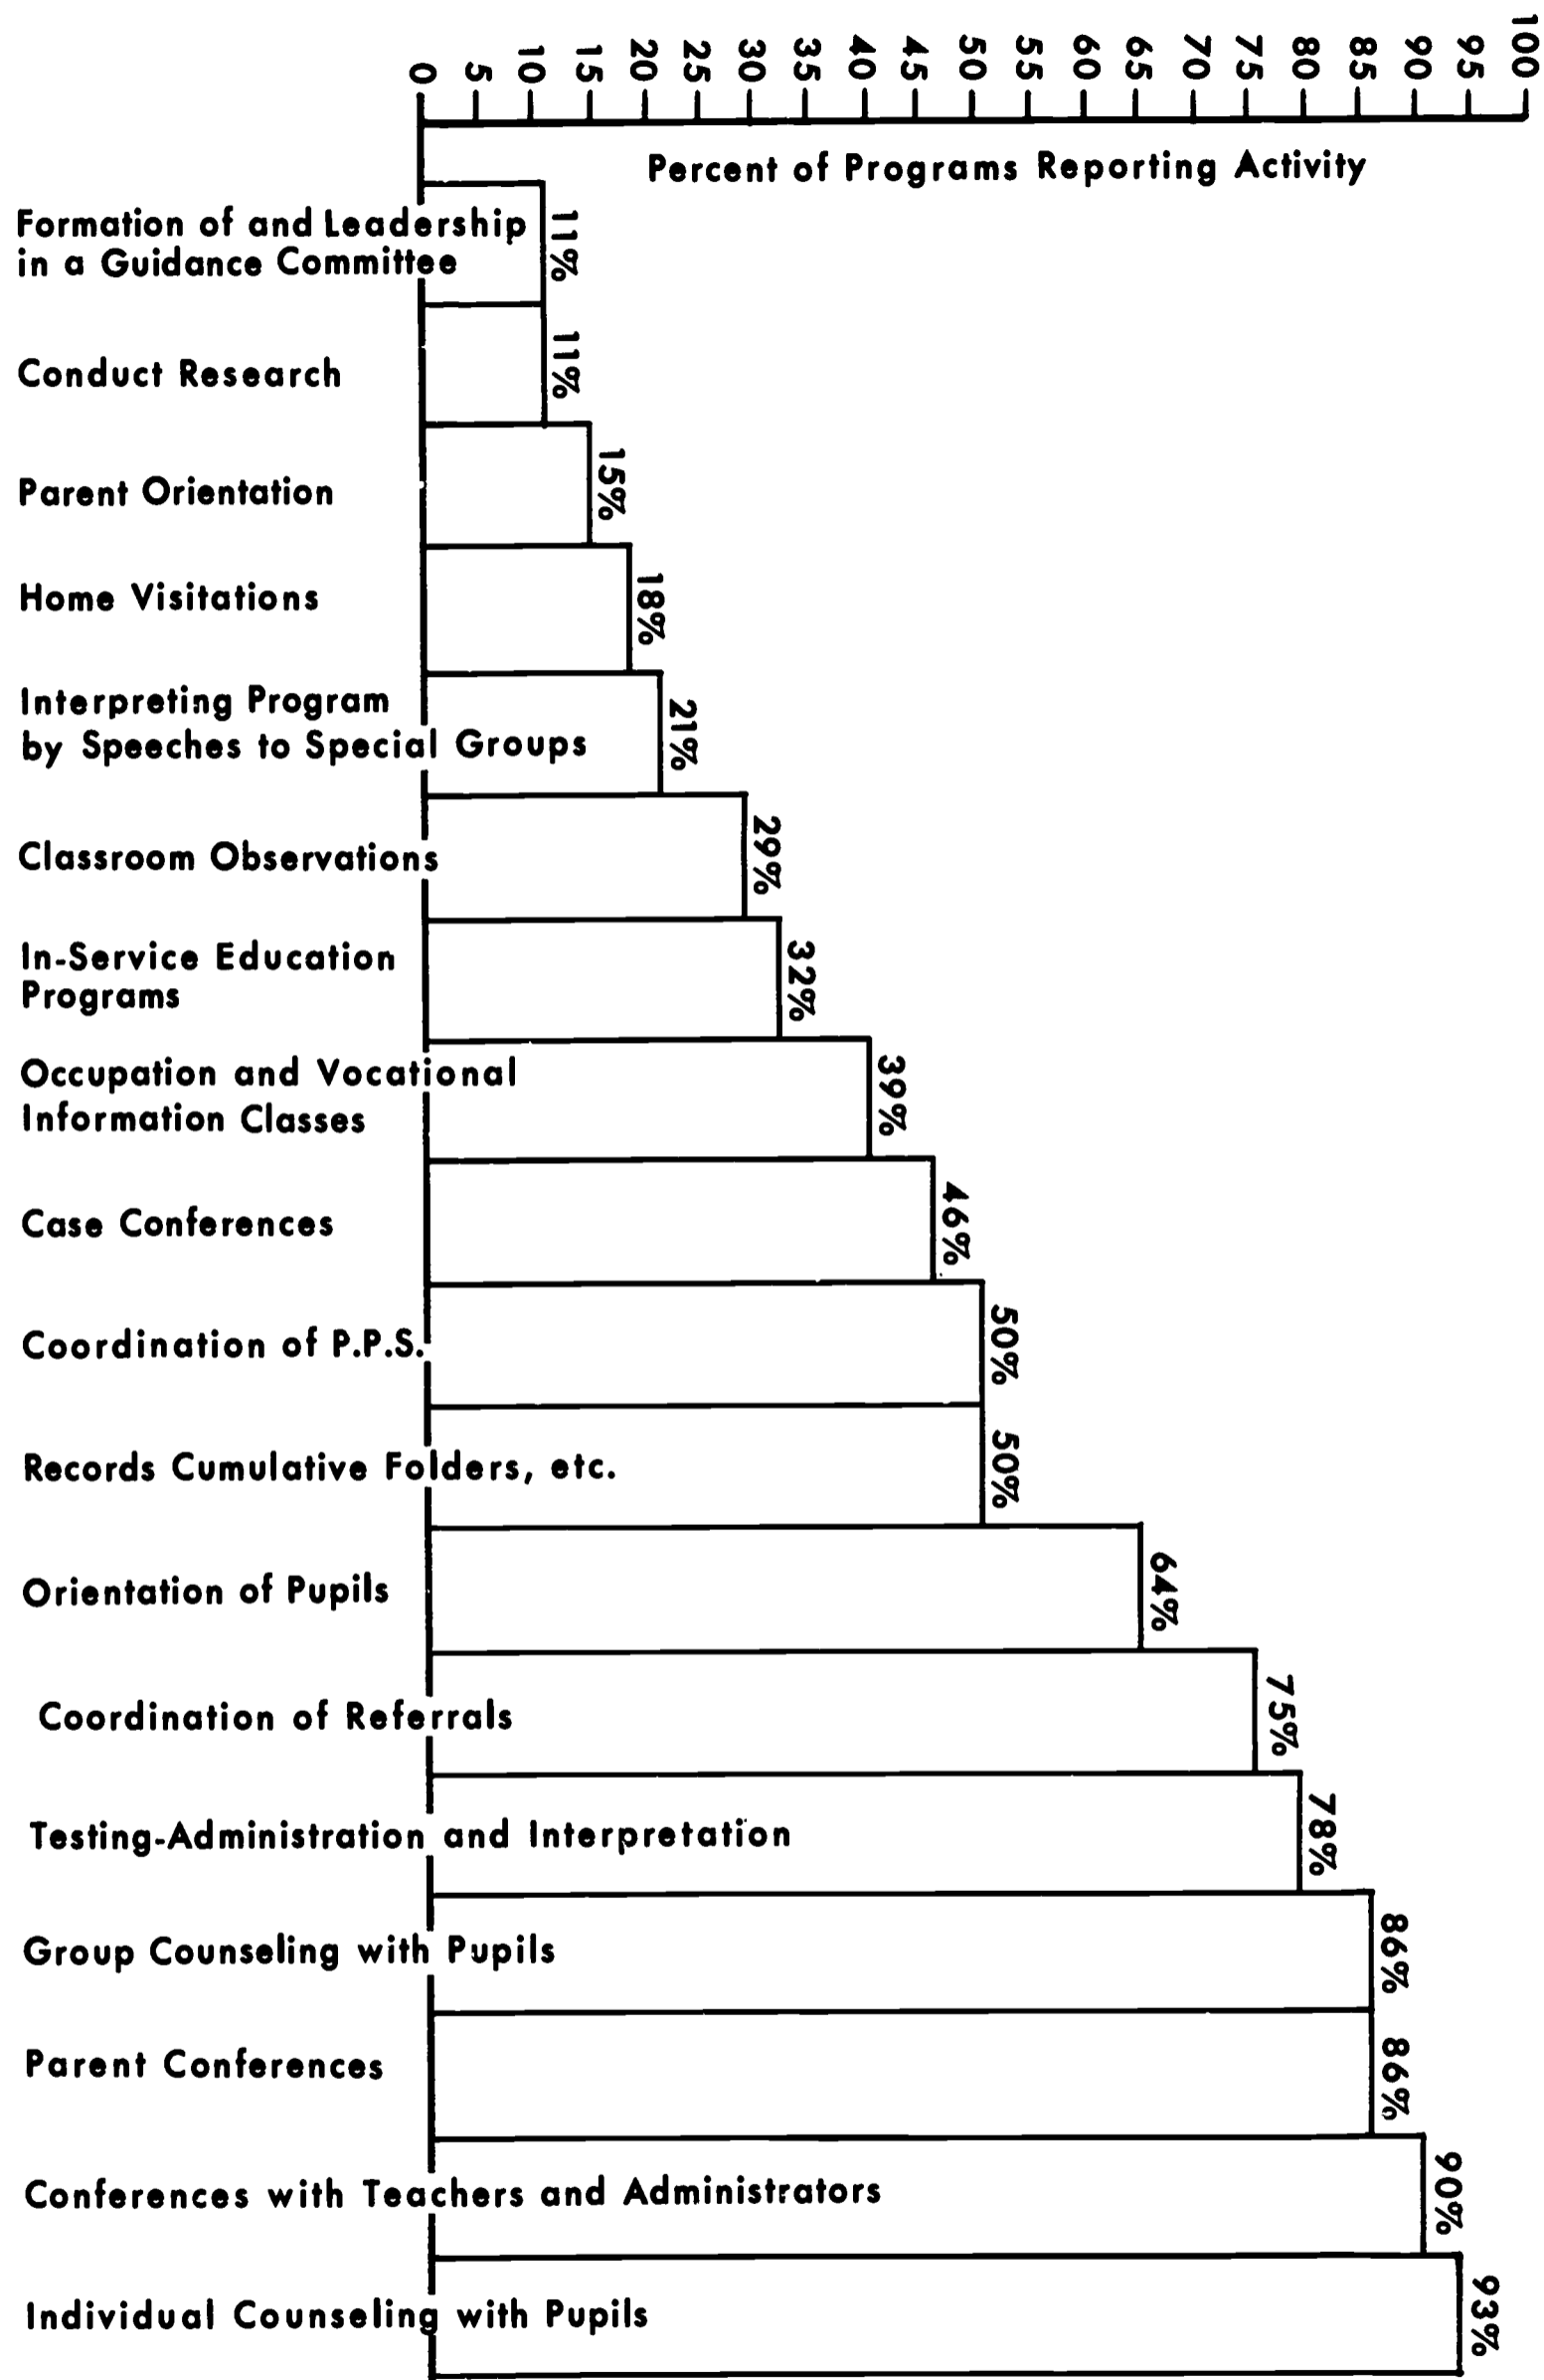 0 5 10 15 20 25 30 35 40 45 50 55 60 65 70 75 80 85 90 95 100
Percent of Programs Reporting Activity
Formation of and Leadership
in a Guidance Committee
11%
Conduct Research
11%
Parent Orientation
15%
Home Visitations
18%
Interpreting Program
by Speeches to Special Groups
21%
Classroom Observations
29%
In-Service Education
Programs
32%
Occupation and Vocational
Information Classes
39%
Case Conferences
46%
Coordination of P.P.S.
50%
Records Cumulative Folders, etc.
50%
Orientation of Pupils
64%
Coordination of Referrals
75%
Testing-Administration and Interpretation
78%
Group Counseling with Pupils
86%
Parent Conferences
86%
Conferences with Teachers and Administrators
90%
Individual Counseling with Pupils
93%